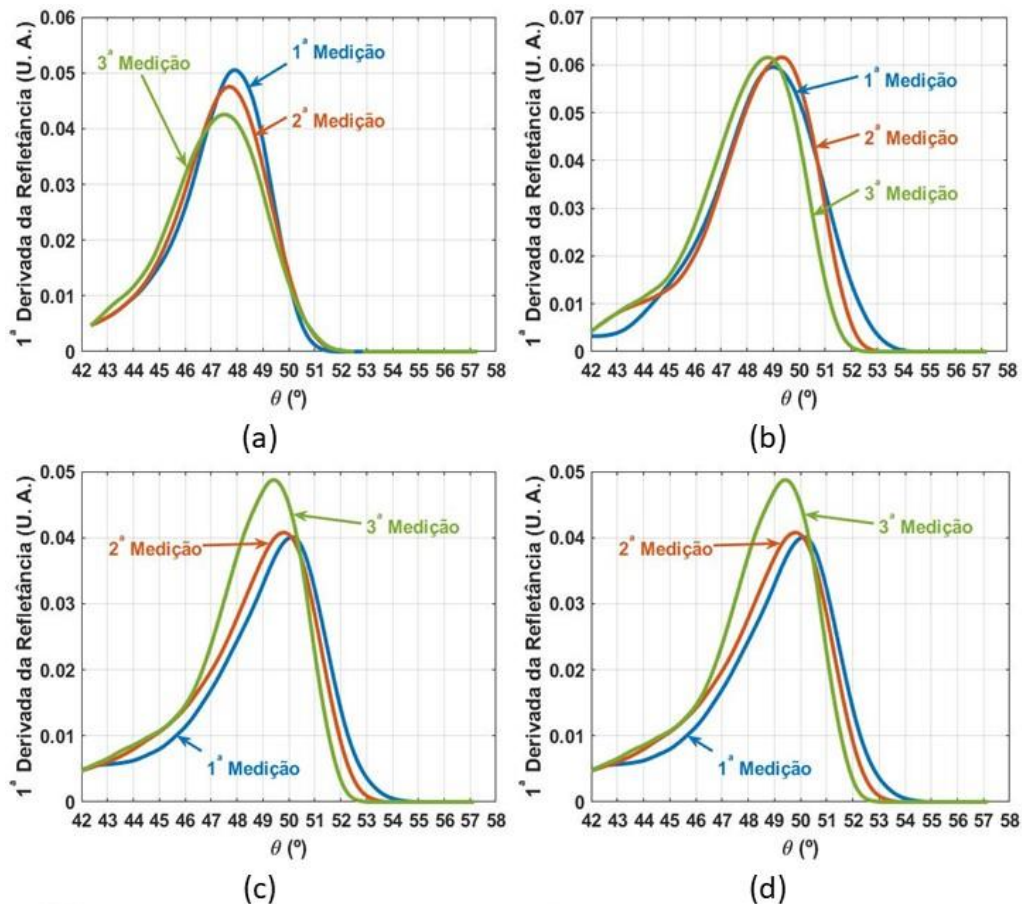 0.06
0.05
0.04
0.03
0.02
0.01
0
1ª Derivada da Refletância (U. A.)
3ª Medição
1ª Medição
2ª Medição
42 43 44 45 46 47 48 49 50 51 52 53 54 55 56 57 58
θ (º)
(a)
0.07
0.06
0.05
0.04
0.03
0.02
0.01
0
1ª Derivada da Refletância (U. A.)
1ª Medição
2ª Medição
3ª Medição
42 43 44 45 46 47 48 49 50 51 52 53 54 55 56 57 58
θ (º)
(b)
0.05
0.04
0.03
0.02
0.01
0
1ª Derivada da Refletância (U. A.)
3ª Medição
2ª Medição
1ª Medição
42 43 44 45 46 47 48 49 50 51 52 53 54 55 56 57 58
θ (º)
(c)
0.05
0.04
0.03
0.02
0.01
0
1ª Derivada da Refletância (U. A.)
3ª Medição
2ª Medição
1ª Medição
42 43 44 45 46 47 48 49 50 51 52 53 54 55 56 57 58
θ (º)
(d)